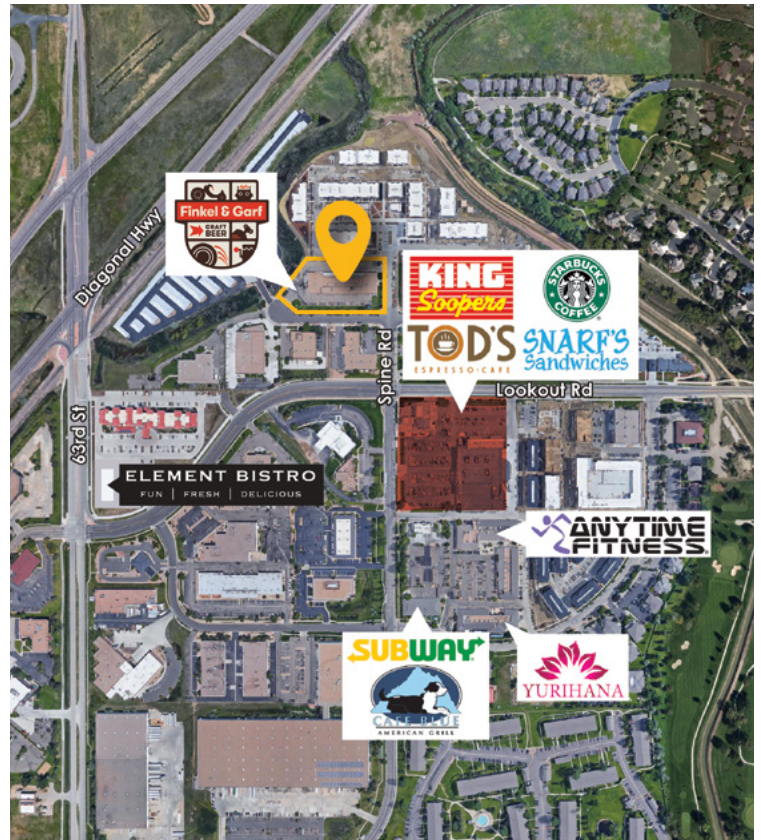 Diagonal Hwy
Finkel & Garf
CRAFT
BEER
KING
Soopers
STARBUCKS
COFFEE
TOD'S
ESPRESSO•CAFE
SNARF'S
Sandwiches
Spine Rd
Lookout Rd
63rd St
ELEMENT BISTRO
FUN | FRESH | DELICIOUS
ANYTIME
FITNESS®
SUBWAY®
CAFE BLUE
AMERICAN GRILL
YURIHANA